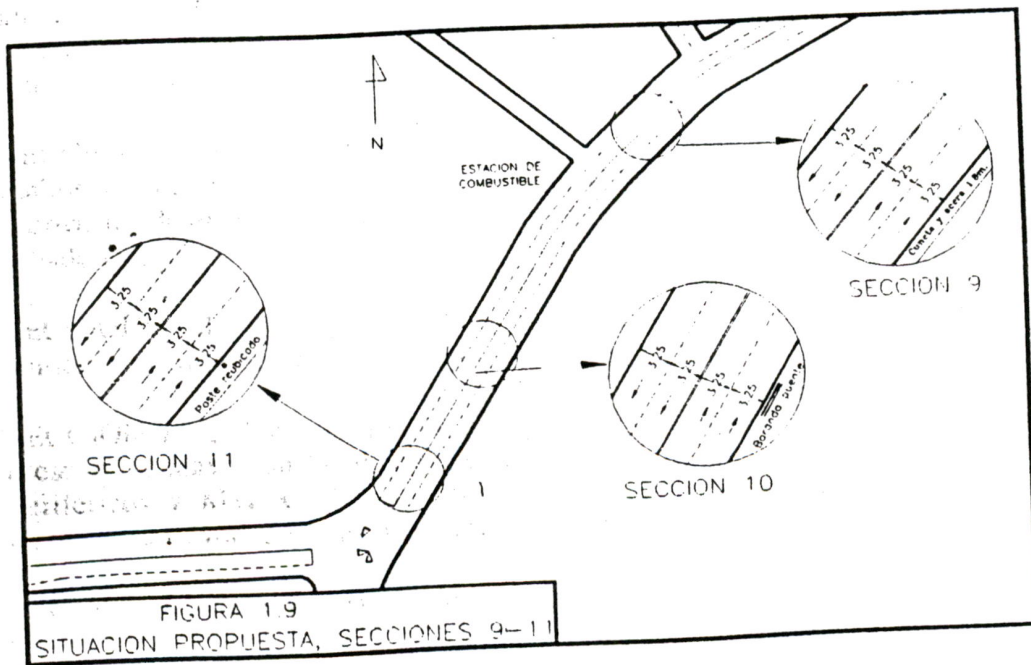 N
ESTACION DE
COMBUSTIBLE
3.25
3.25
3.25
3.25
Cuneta y acera 1.8m.
SECCION 9
3.25
3.25
3.25
3.25
Poste reubicado
SECCION 11
3.25
3.25
3.25
3.25
Baranda puente
SECCION 10
FIGURA 1.9
SITUACION PROPUESTA, SECCIONES 9-11